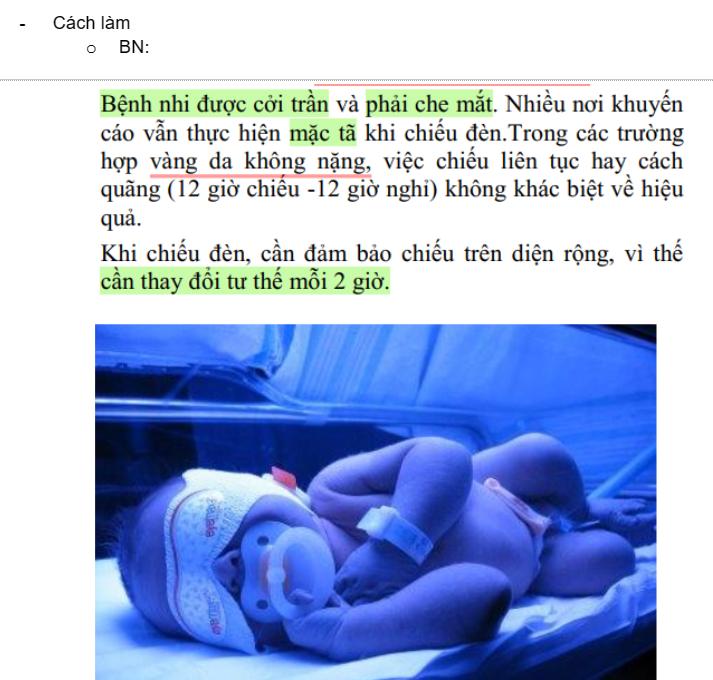 - Cách làm
o BN:
Bệnh nhi được cởi trần và phải che mắt. Nhiều nơi khuyến
cáo vẫn thực hiện mặc tã khi chiếu đèn.Trong các trường
hợp vàng da không nặng, việc chiếu liên tục hay cách
quãng (12 giờ chiếu -12 giờ nghỉ) không khác biệt về hiệu
quả.
Khi chiếu đèn, cần đảm bảo chiếu trên diện rộng, vì thế
cần thay đổi tư thế mỗi 2 giờ.